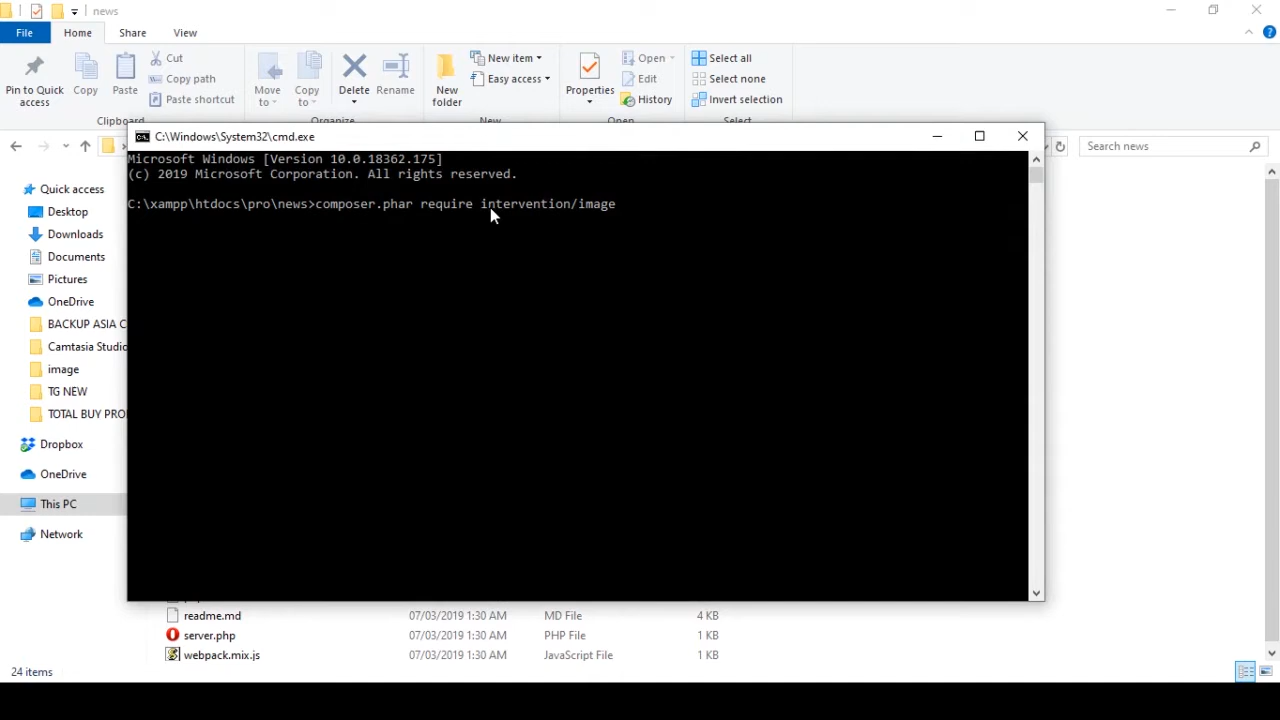 news
File Home Share View
Pin to Quick access
Copy
Paste
Cut
Copy path
Paste shortcut
Clipboard
Move to
Copy to
Delete
Rename
Organize
New folder
New item
Easy access
New
Properties
Open
Edit
History
Open
Select all
Select none
Invert selection
Select
Search news
C:\Windows\System32\cmd.exe
Microsoft Windows [Version 10.0.18362.175]
(c) 2019 Microsoft Corporation. All rights reserved.
C:\xampp\htdocs\pro\news>composer.phar require intervention/image
Quick access
Desktop
Downloads
Documents
Pictures
OneDrive
BACKUP ASIA C
Camtasia Studio
image
TG NEW
TOTAL BUY PRO
Dropbox
OneDrive
This PC
Network
readme.md 07/03/2019 1:30 AM MD File 4 KB
server.php 07/03/2019 1:30 AM PHP File 1 KB
webpack.mix.js 07/03/2019 1:30 AM JavaScript File 1 KB
24 items